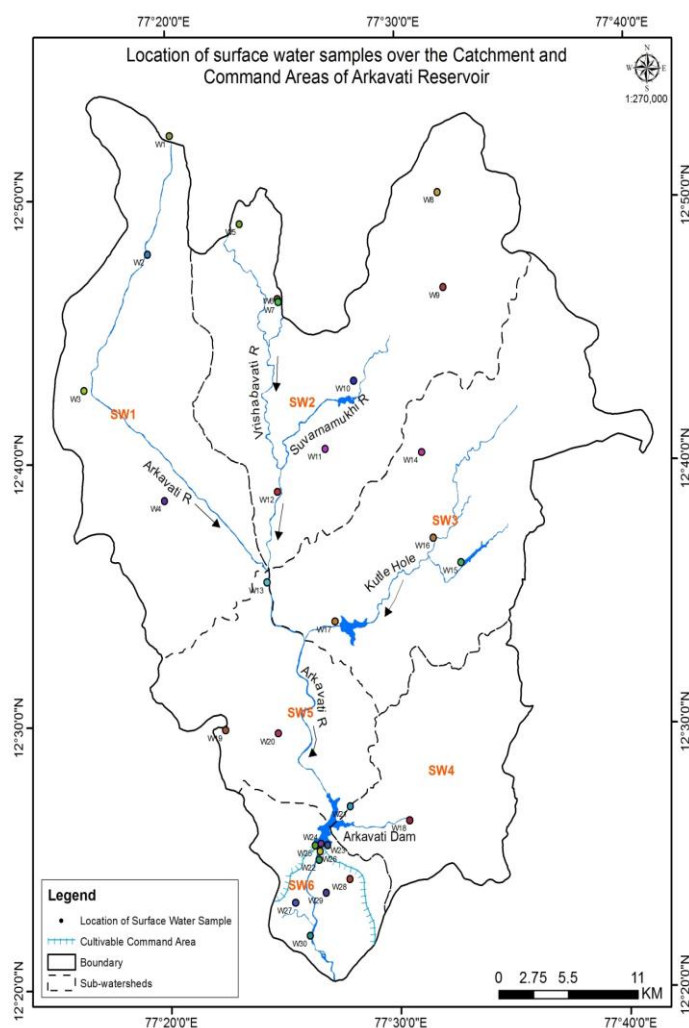 77°20'0"E 77°30'0"E 77°40'0"E
Location of surface water samples over the Catchment and
Command Areas of Arkavati Reservoir
N
W E
S
1:270,000
W1
12°50'0"N 12°50'0"N
W8
W5
W2
W9
W6
W7
Vrishabavati R
W10
SW2
Suvarnamukhi R
W3
SW1
W11
W14
12°40'0"N 12°40'0"N
Arkavati R
W12
W4
SW3
W16
W15
Kutle Hole
W13
W17
Arkavati R
SW5
W19
W20
12°30'0"N 12°30'0"N
SW4
W21
W18
Arkavati Dam
W24
W23
W25
W26
W22
SW6
W28
W29
W27
W30
Legend
Location of Surface Water Sample
Cultivable Command Area
Boundary
Sub-watersheds
0 2.75 5.5 11
KM
12°20'0"N 12°20'0"N
77°20'0"E 77°30'0"E 77°40'0"E